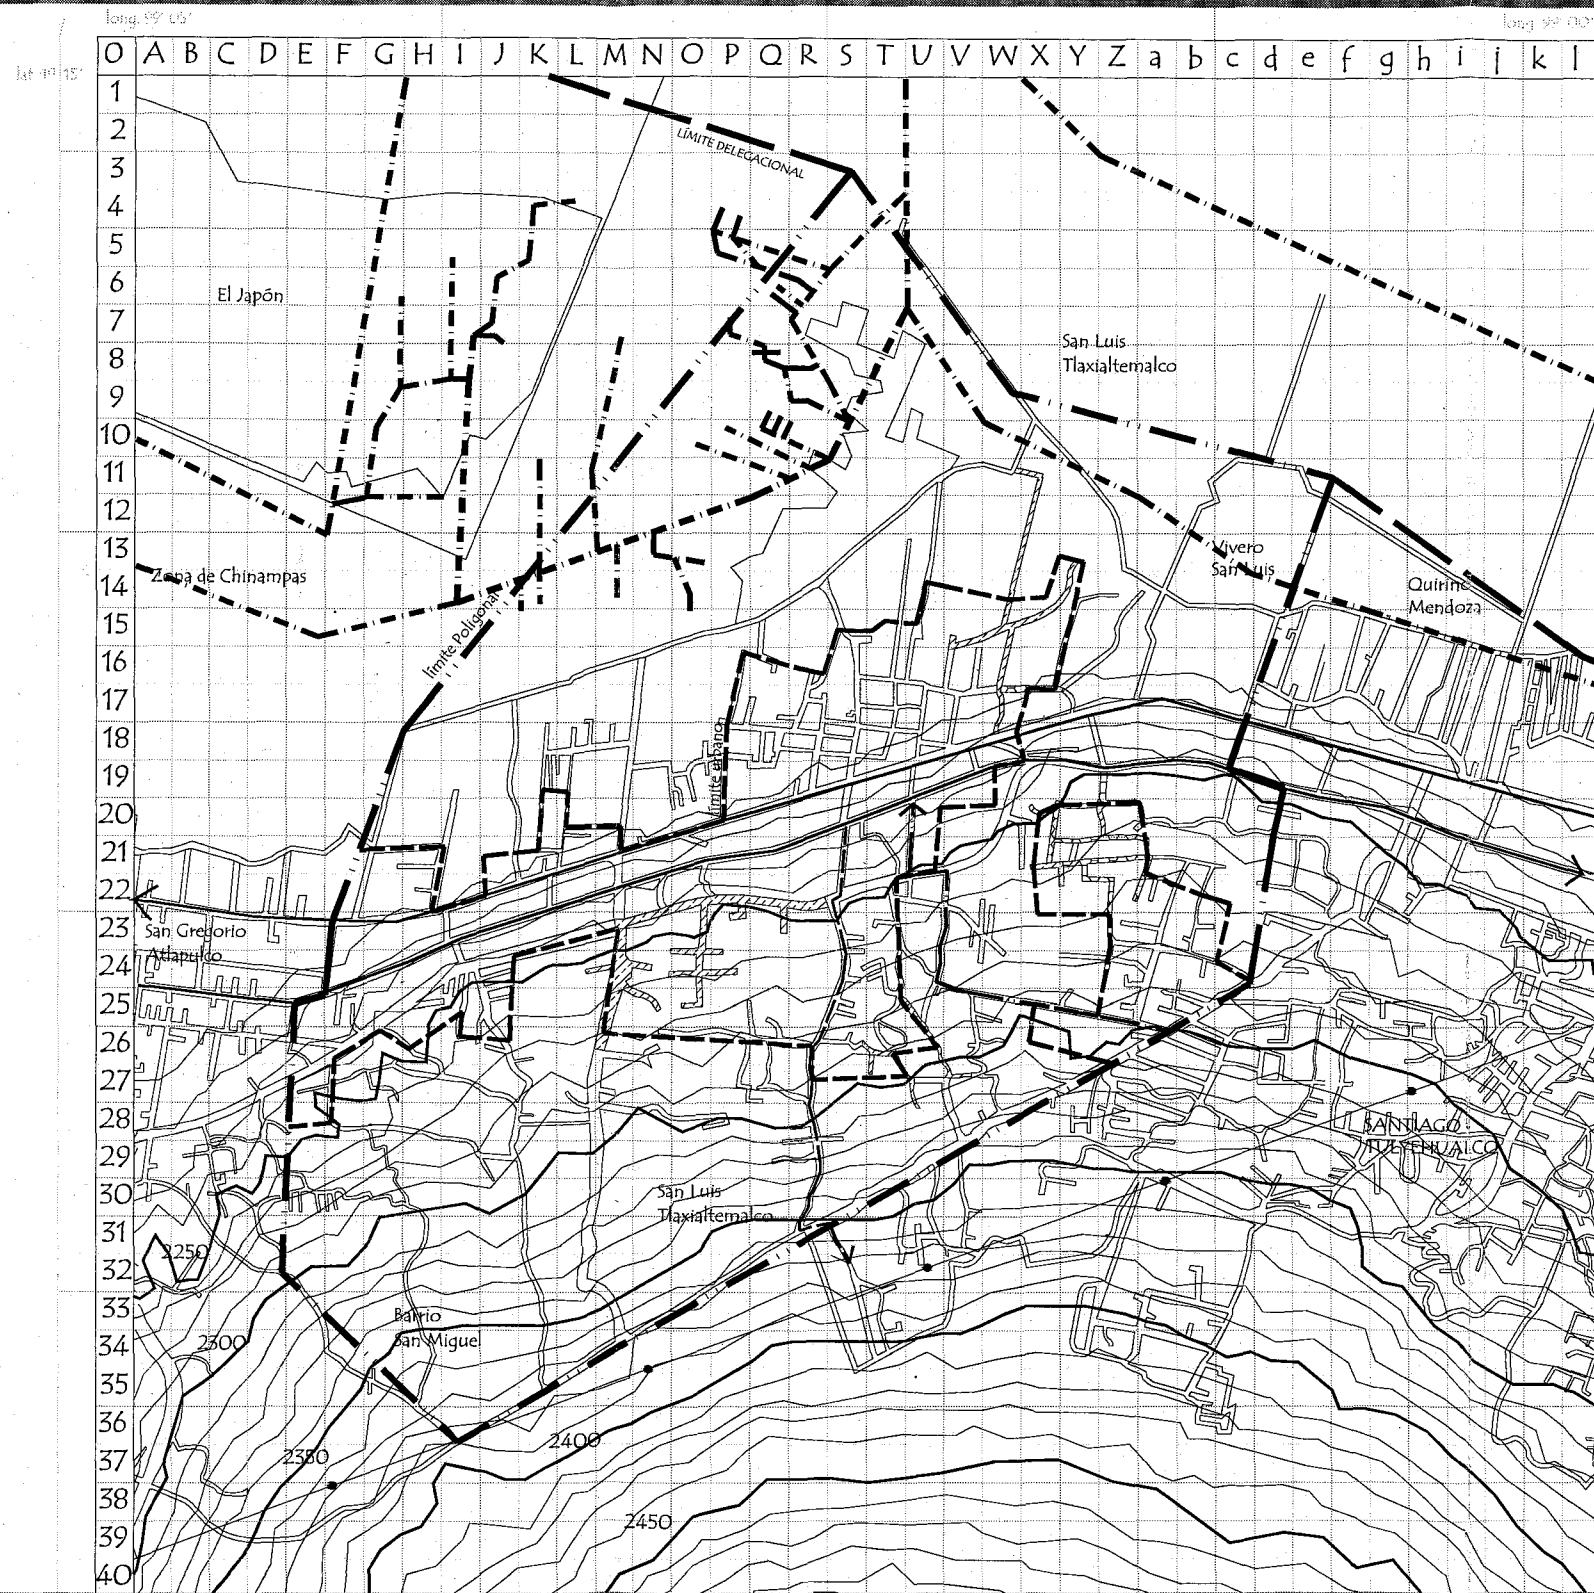 long. 99° 05'
long. 99° 00'
lat. 19° 15'
O A B C D E F G H I J K L M N O P Q R S T U V W X Y Z a b c d e f g h i j k l
1
2
3
4
5
6
7
8
9
10
11
12
13
14
15
16
17
18
19
20
21
22
23
24
25
26
27
28
29
30
31
32
33
34
35
36
37
38
39
40
LÍMITE DELEGACIONAL
El Japón
San Luis
Tlaxialtemalco
Vivero
San Luis
Zona de Chinampas
Quirino
Mendoza
límite Poligonal
límite urbano
San Gregorio
Atlapulco
SANTIAGO
TULYEHUALCO
San Luis
Tlaxialtemalco
2250
Barrio
San Miguel
2300
2350
2400
2450